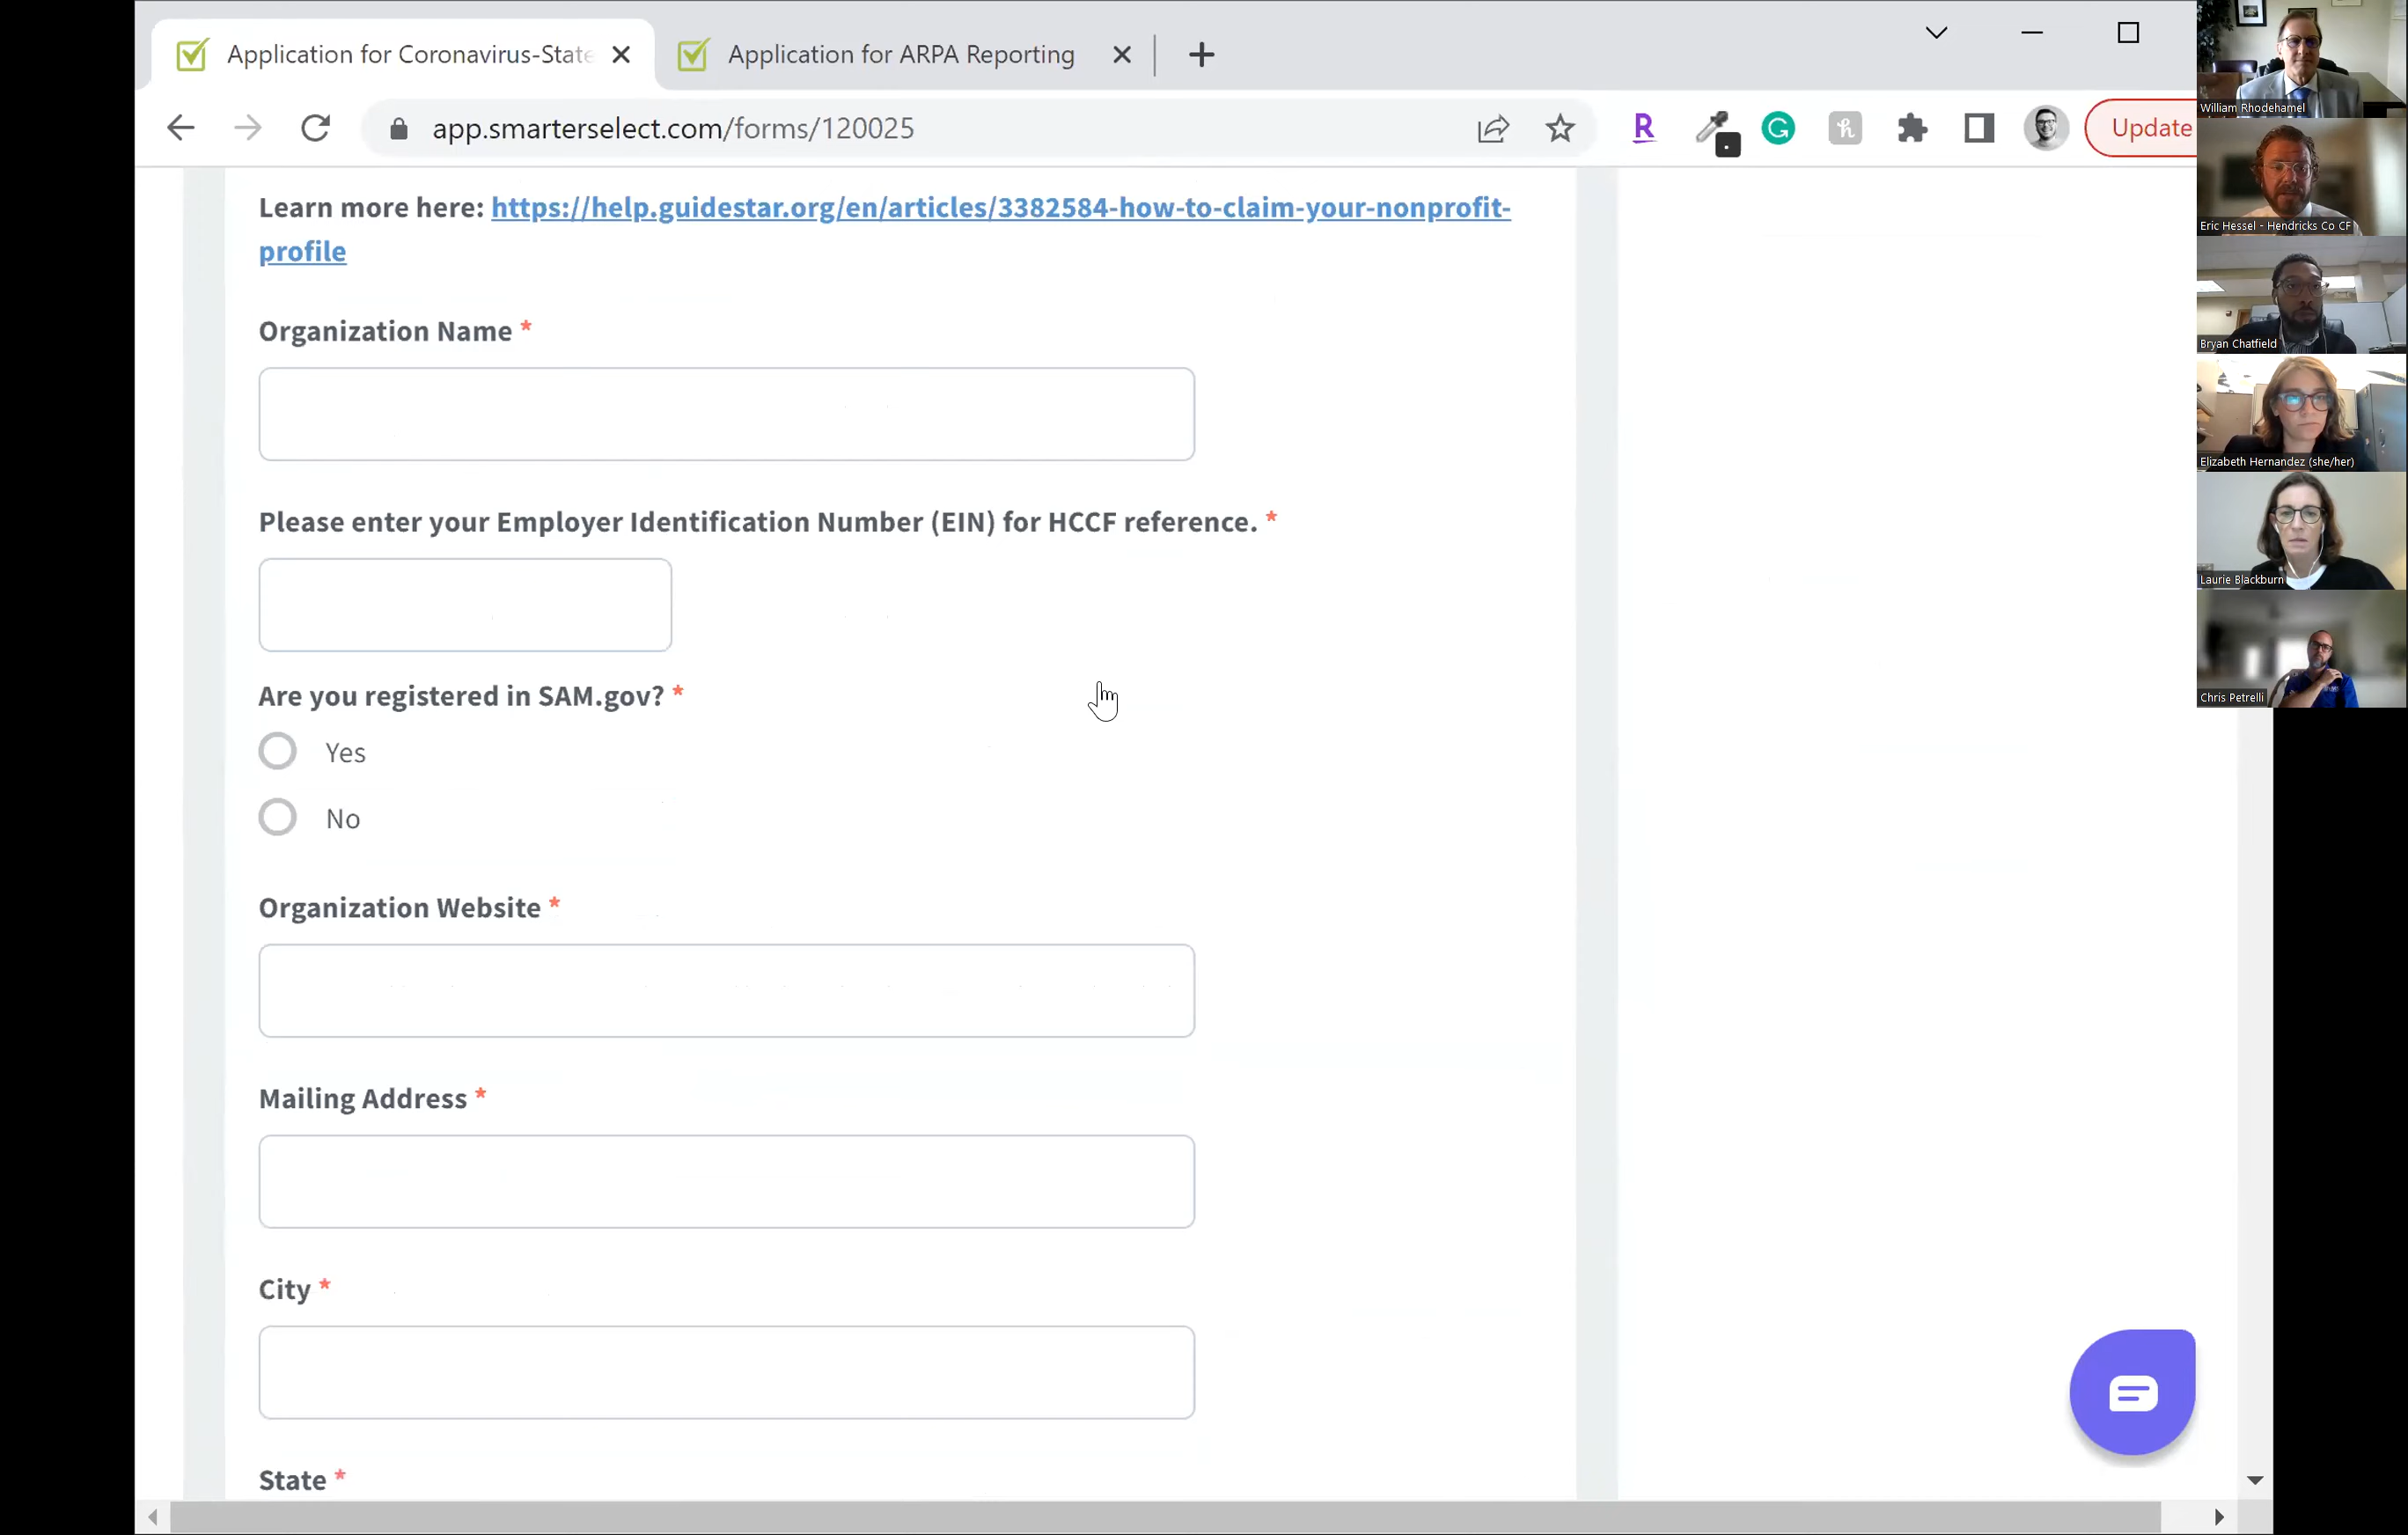 Application for Coronavirus-State
Application for ARPA Reporting
app.smarterselect.com/forms/120025
R
G
h
Update
Learn more here: https://help.guidestar.org/en/articles/3382584-how-to-claim-your-nonprofit-
profile
Organization Name *
Please enter your Employer Identification Number (EIN) for HCCF reference. *
Are you registered in SAM.gov? *
Yes
No
Organization Website *
Mailing Address *
City *
State *
William Rhodehamel
Eric Hessel - Hendricks Co CF
Bryan Chatfield
Elizabeth Hernandez (she/her)
Laurie Blackburn
Chris Petrelli